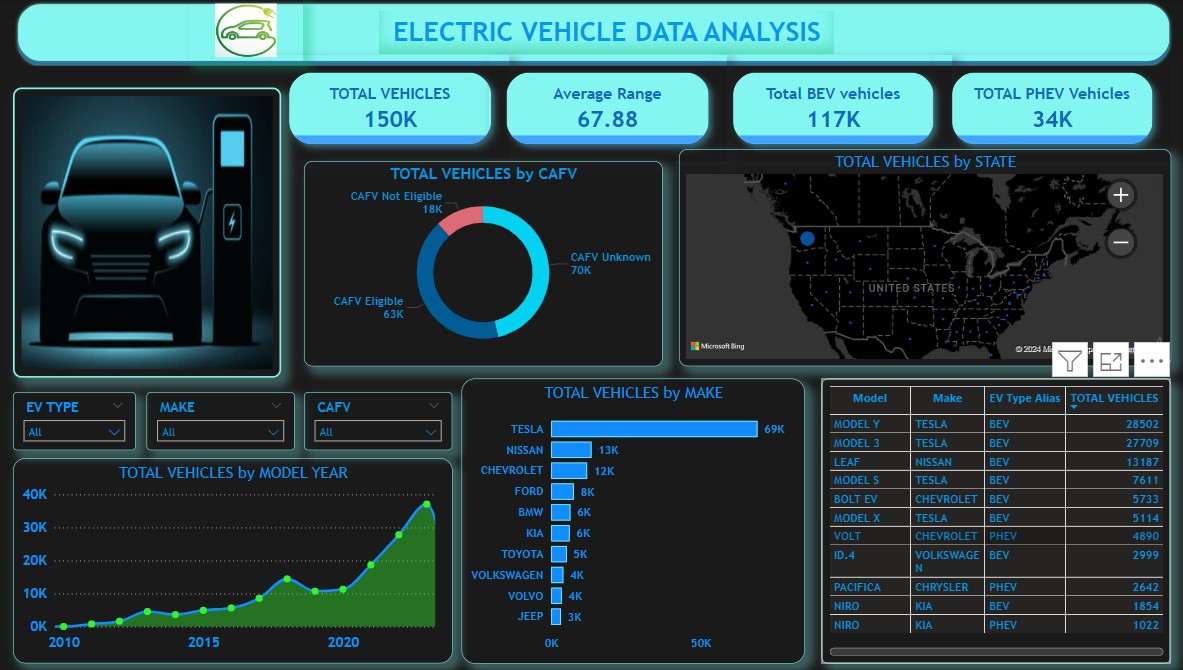 ELECTRIC VEHICLE DATA ANALYSIS
TOTAL VEHICLES
150K
Average Range
67.88
Total BEV vehicles
117K
TOTAL PHEV Vehicles
34K
TOTAL VEHICLES by CAFV
CAFV Not Eligible
18K
CAFV Unknown
70K
CAFV Eligible
63K
TOTAL VEHICLES by STATE
UNITED STATES
Microsoft Bing
© 2024
EV TYPE
All
MAKE
All
CAFV
All
TOTAL VEHICLES by MODEL YEAR
40K
30K
20K
10K
0K
2010 2015 2020
TOTAL VEHICLES by MAKE
TESLA 69K
NISSAN 13K
CHEVROLET 12K
FORD 8K
BMW 6K
KIA 6K
TOYOTA 5K
VOLKSWAGEN 4K
VOLVO 4K
JEEP 3K
0K 50K
Model Make EV Type Alias TOTAL VEHICLES
MODEL Y TESLA BEV 28502
MODEL 3 TESLA BEV 27709
LEAF NISSAN BEV 13187
MODEL S TESLA BEV 7611
BOLT EV CHEVROLET BEV 5733
MODEL X TESLA BEV 5114
VOLT CHEVROLET PHEV 4890
ID.4 VOLKSWAGE BEV 2999
N
PACIFICA CHRYSLER PHEV 2642
NIRO KIA BEV 1854
NIRO KIA PHEV 1022